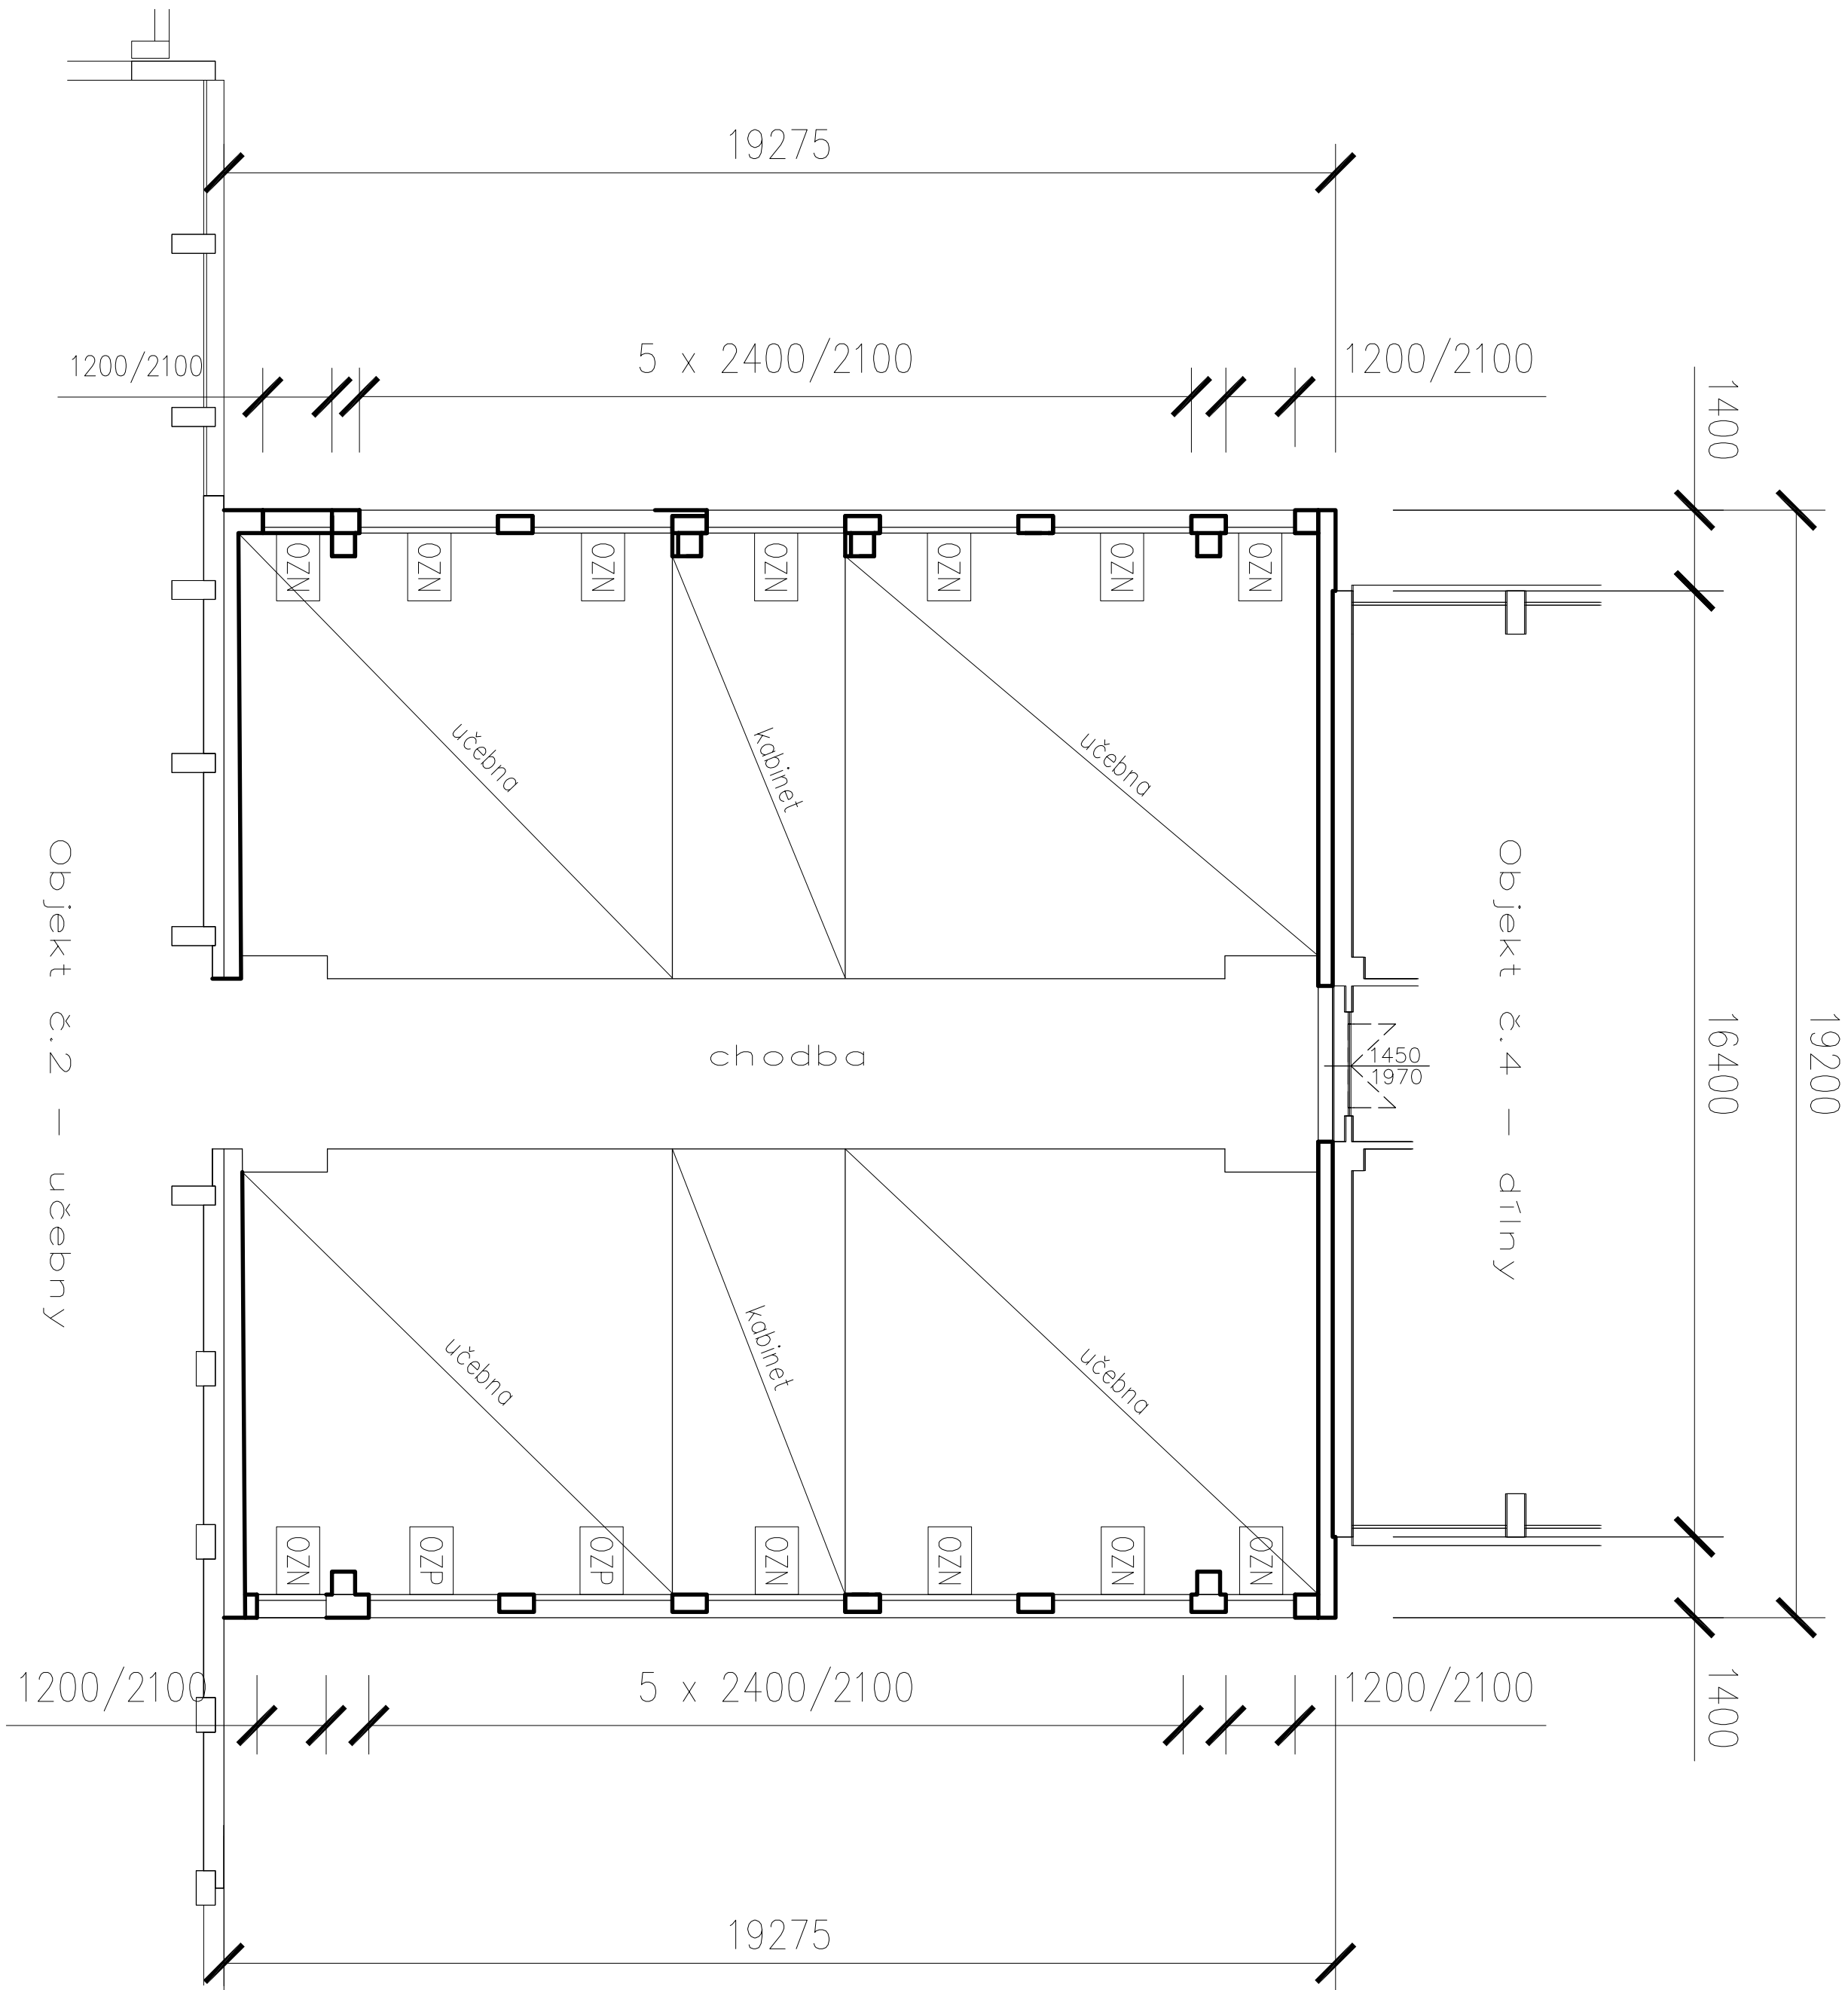 19275
1200/2100
5 x 2400/2100
1200/2100
1400
OZN
OZN
OZN
OZN
OZN
OZN
OZN
učebna
kabinet
učebna
Objekt č.2 – učebny
chodba
1450
1970
Objekt č.4 – dílny
16400
19200
učebna
kabinet
učebna
OZN
OZP
OZP
OZN
OZN
OZN
OZN
1200/2100
5 x 2400/2100
1200/2100
1400
19275